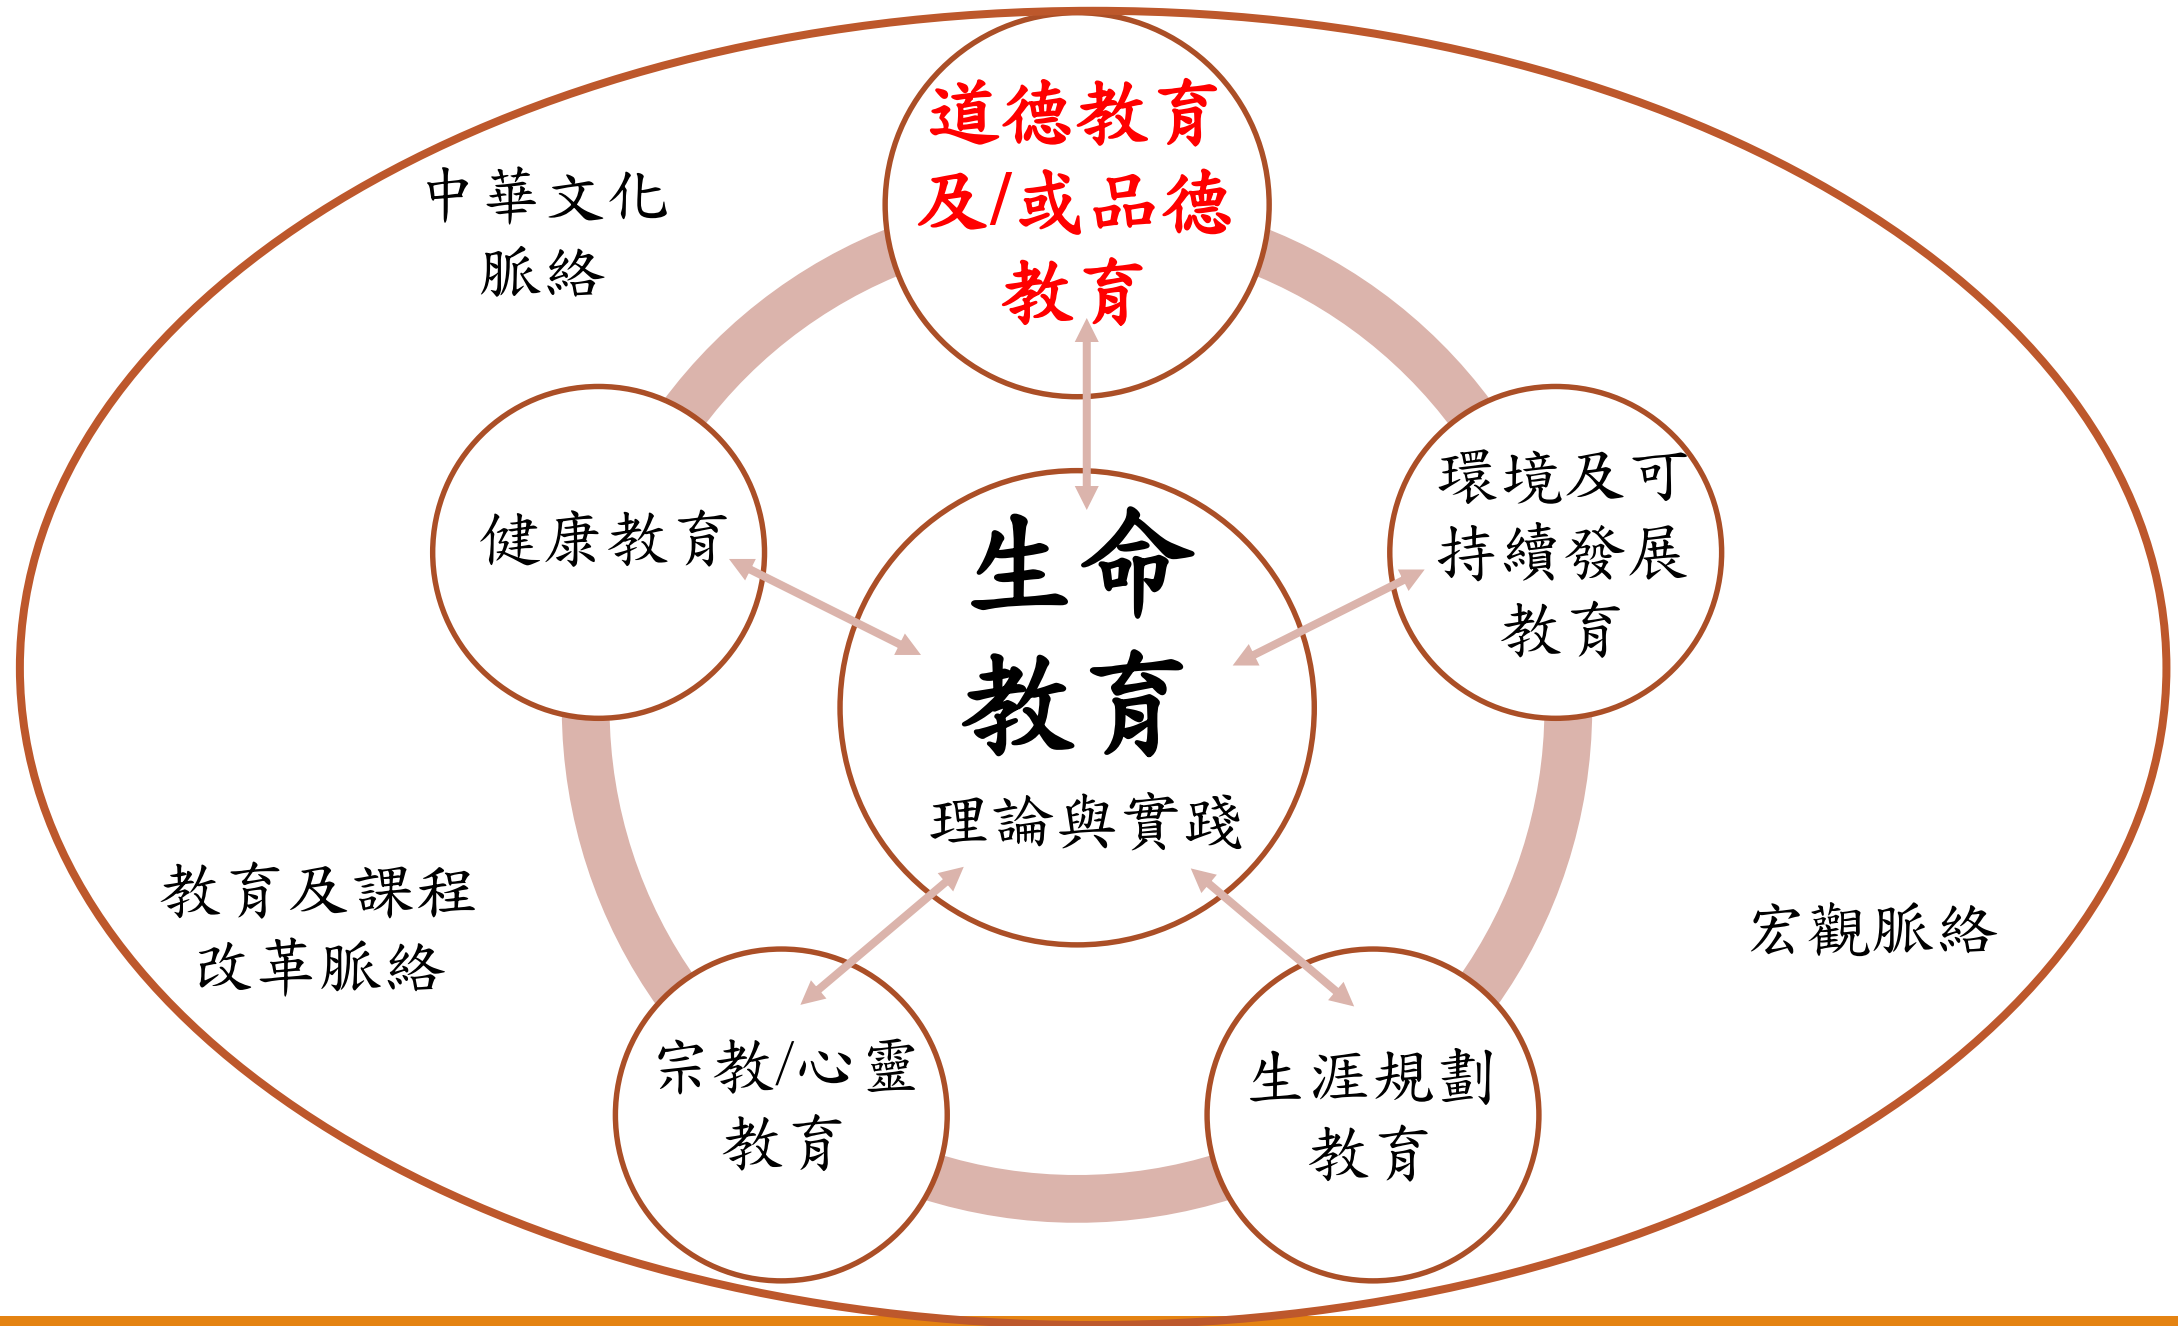 道德教育
及/或品德
教育
中華文化
脈絡
健康教育
環境及可
持續發展
教育
生命
教育
理論與實踐
教育及課程
改革脈絡
宏觀脈絡
宗教/心靈
教育
生涯規劃
教育